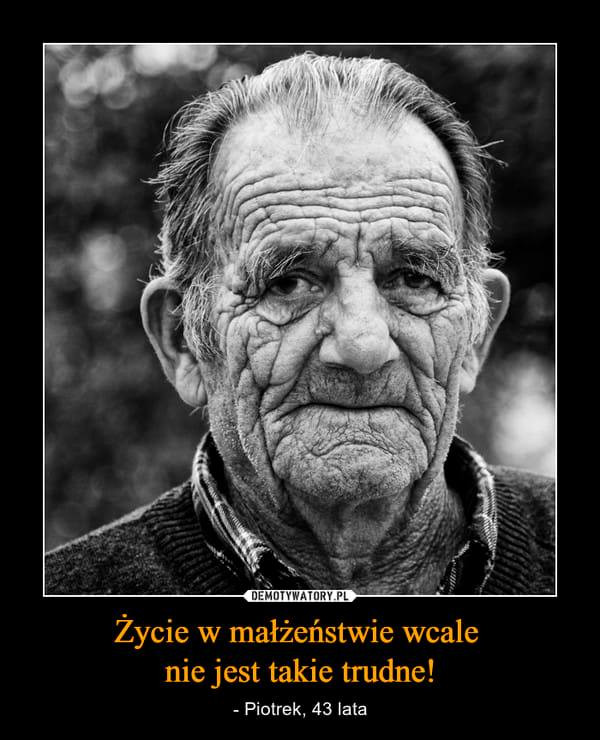 DEMOTYWATORY.PL
Życie w małżeństwie wcale
nie jest takie trudne!
- Piotrek, 43 lata